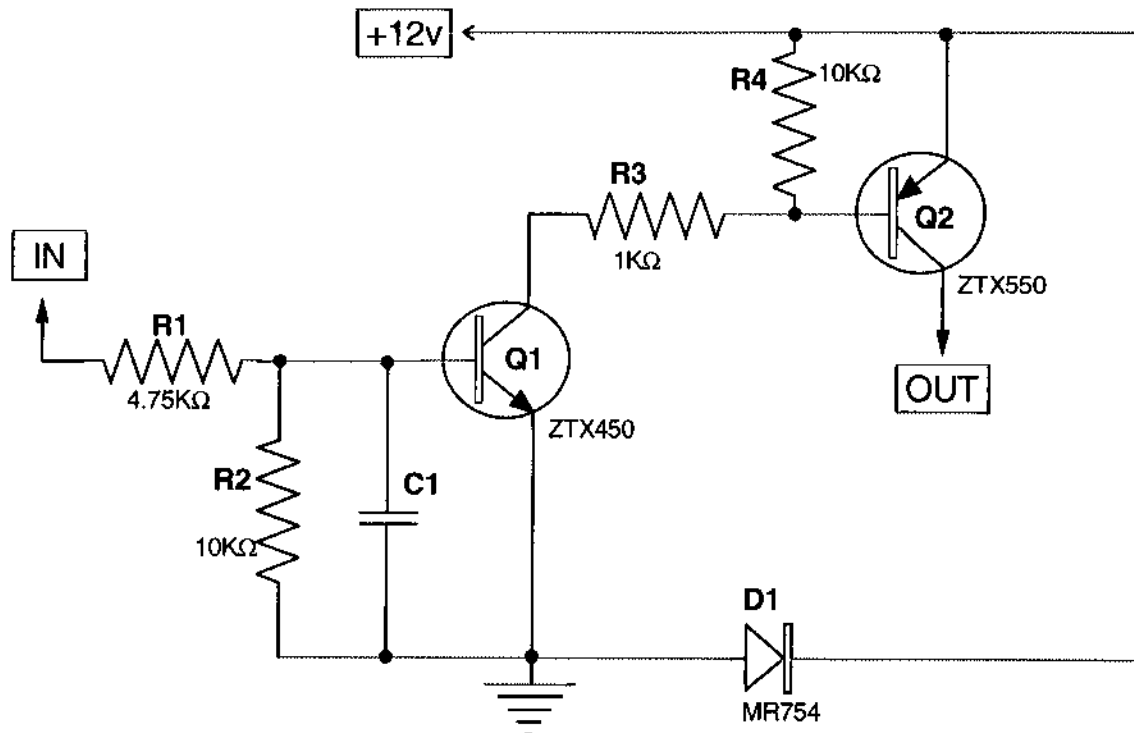 +12v
R4
10KΩ
R3
1KΩ
Q2
ZTX550
IN
R1
4.75KΩ
Q1
ZTX450
OUT
R2
10KΩ
C1
D1
MR754